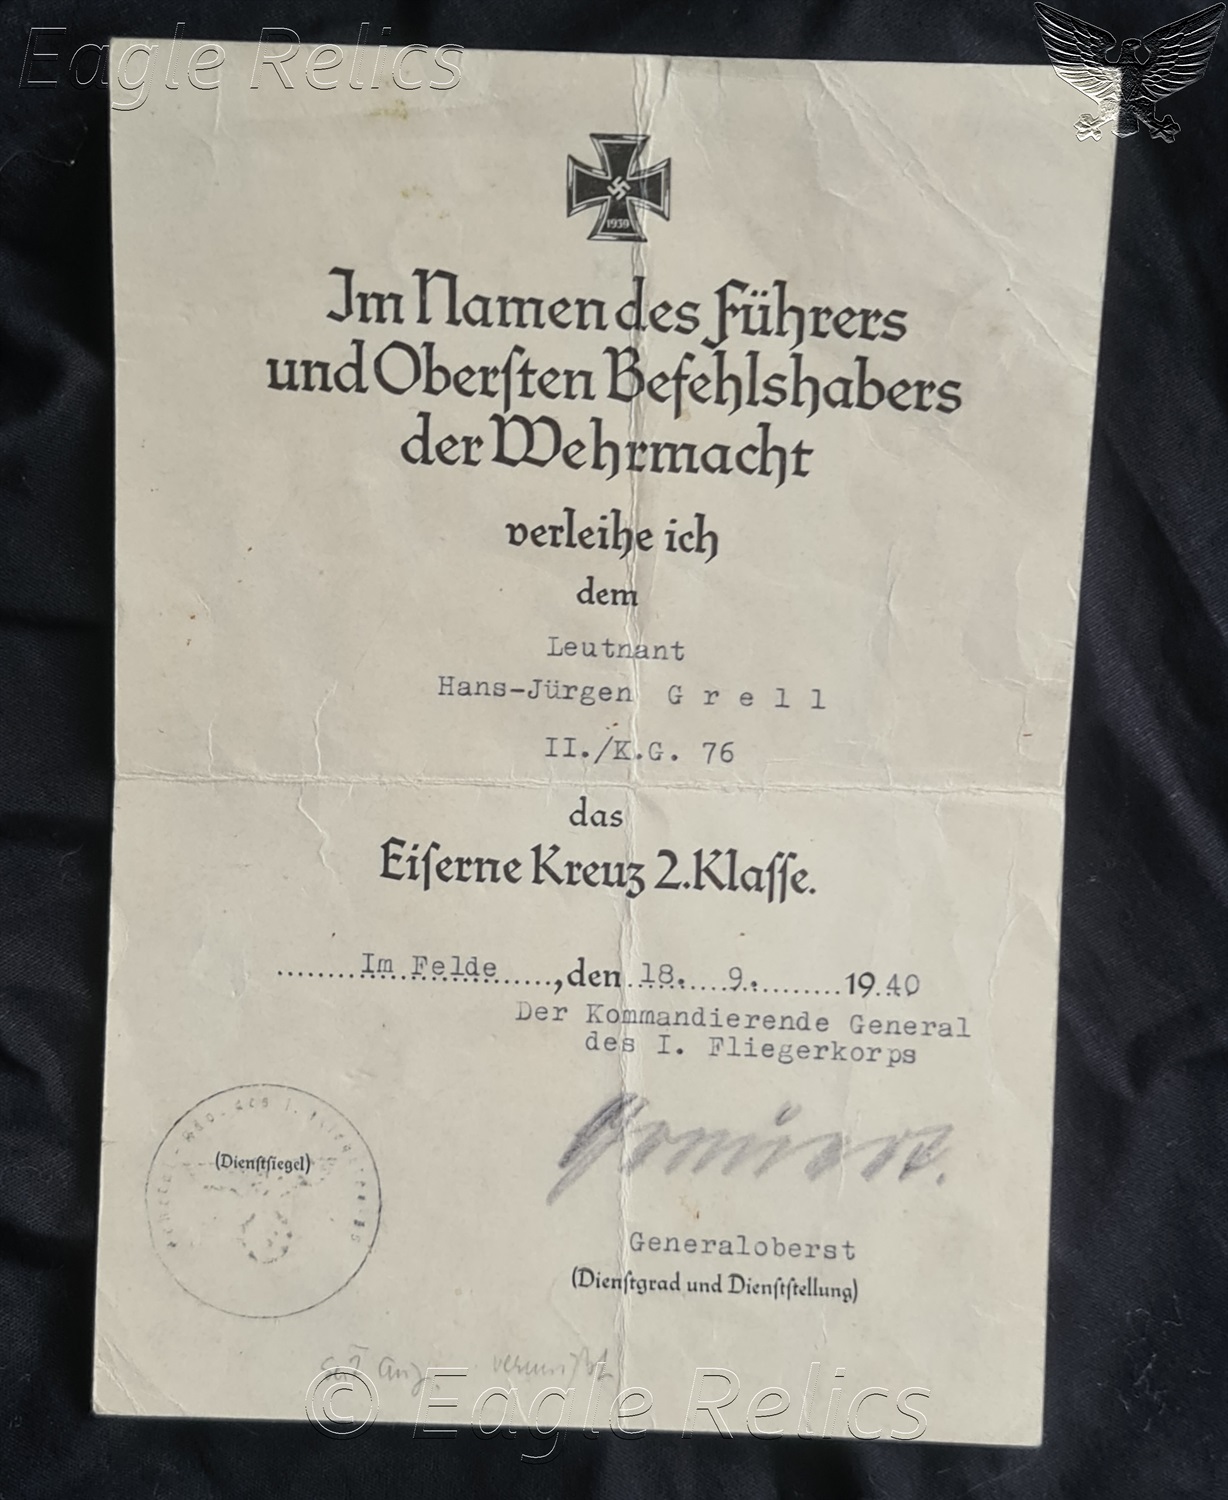 Eagle Relics
1939
Im Namen des Führers
und Oberſten Befehlshabers
der Wehrmacht
verleihe ich
dem
Leutnant
Hans-Jürgen G r e l l
II./K.G. 76
das
Eiſerne Kreuz 2.Klaſſe.
Im Felde, den 18. 9. 1940
Der Kommandierende General
des I. Fliegerkorps
(Dienſtſiegel)
Generaloberst
(Dienſtgrad und Dienſtſtellung)
vermißt
© Eagle Relics